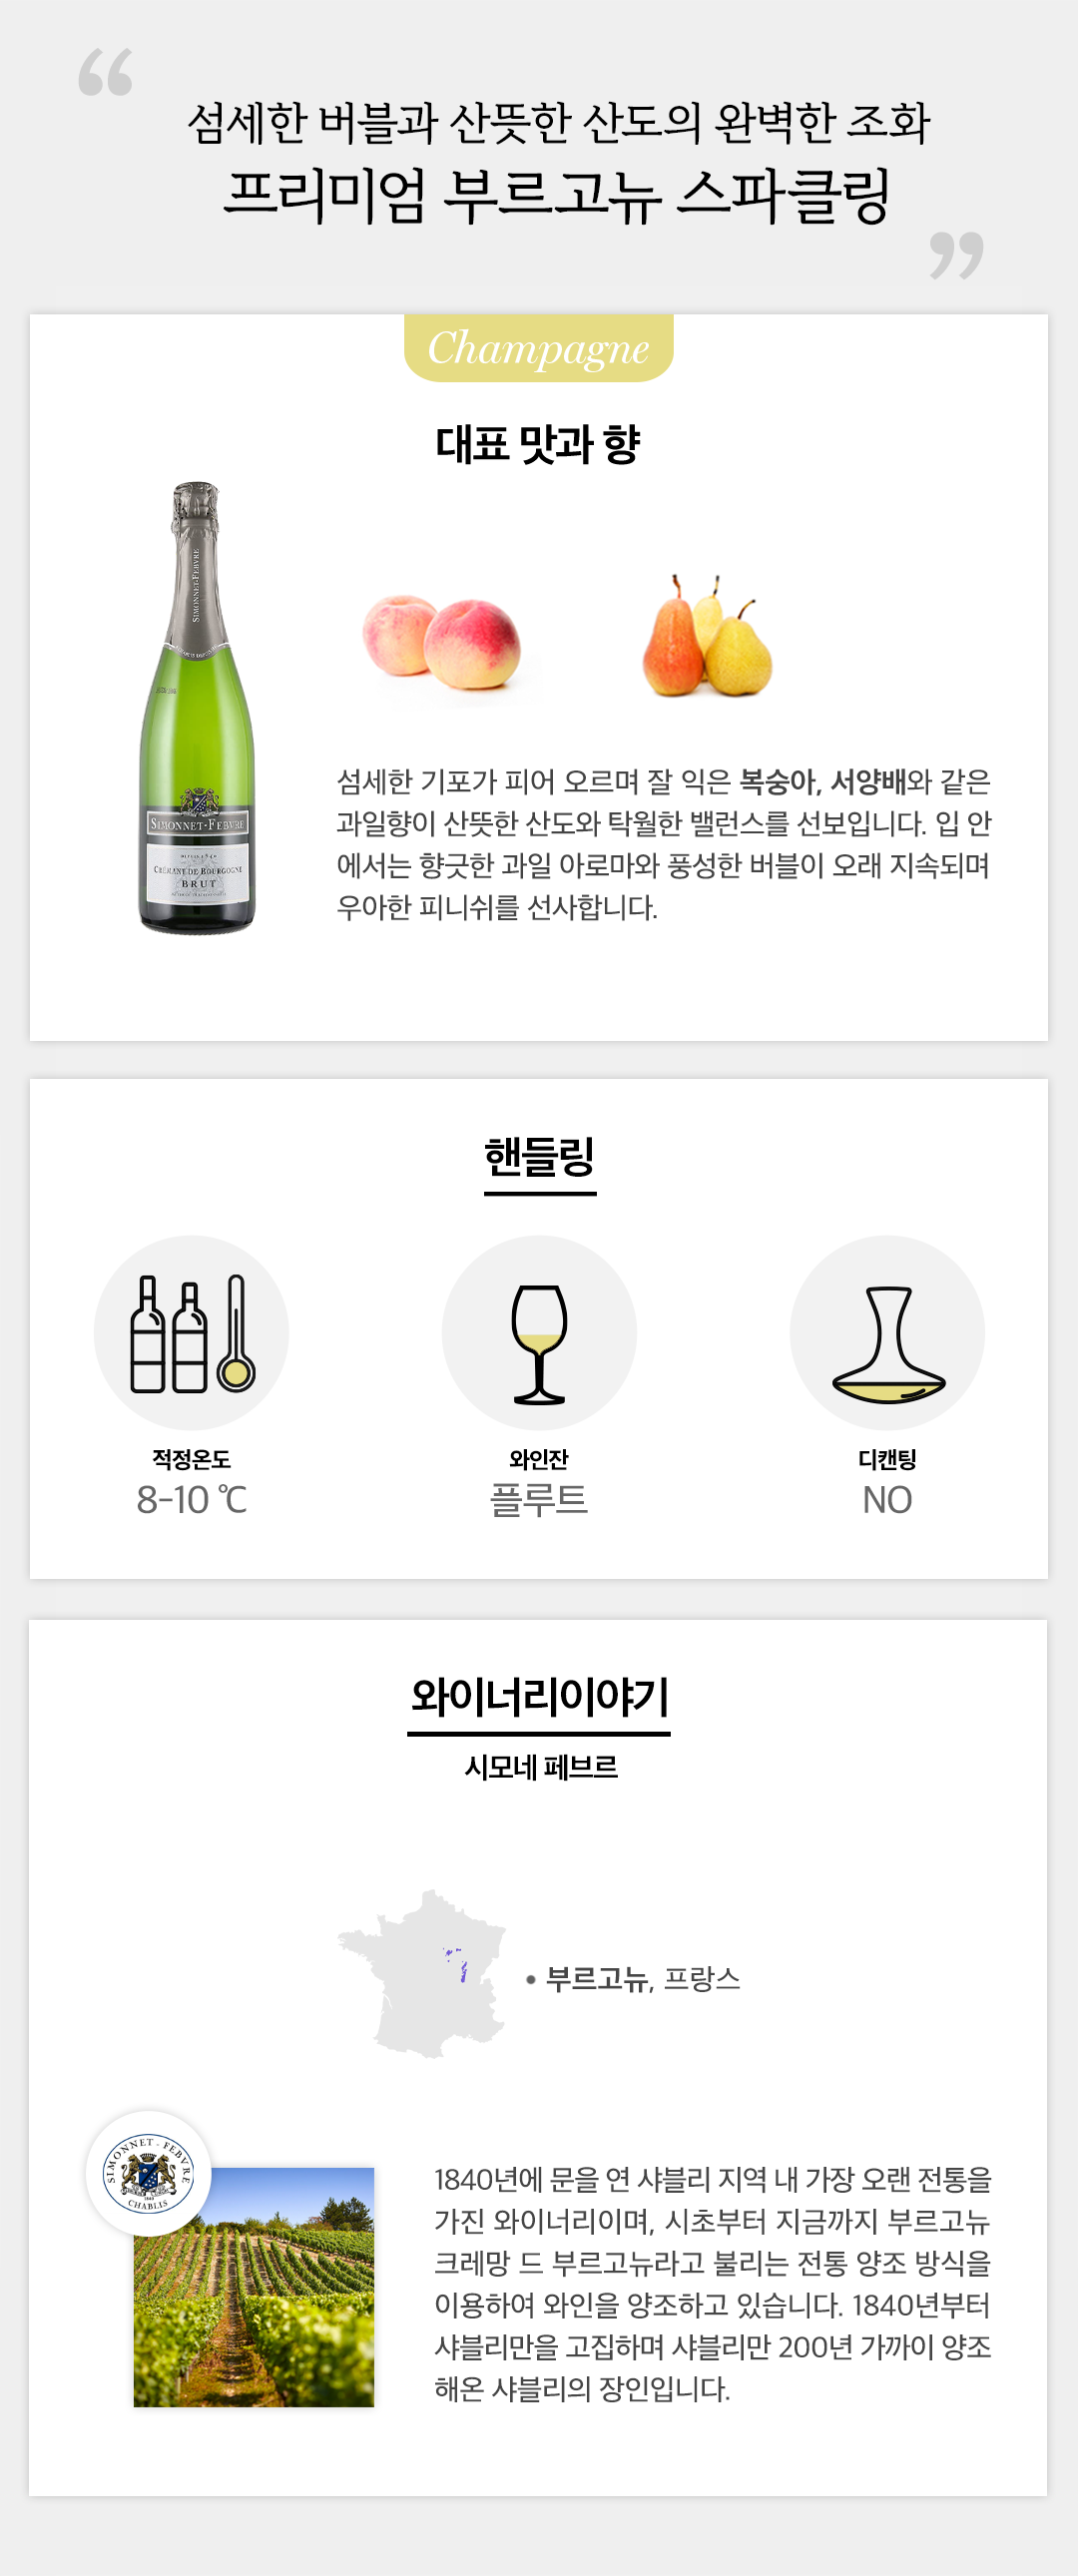 “
섬세한 버블과 산뜻한 산도의 완벽한 조화
프리미엄 부르고뉴 스파클링
”
Champagne
대표 맛과 향
SIMONNET-FEBVRE
SIMONNET-FEBVRE
DEPUIS 1840
CRÉMANT DE BOURGOGNE
BRUT
섬세한 기포가 피어 오르며 잘 익은 복숭아, 서양배와 같은
과일향이 산뜻한 산도와 탁월한 밸런스를 선보입니다. 입 안
에서는 향긋한 과일 아로마와 풍성한 버블이 오래 지속되며
우아한 피니쉬를 선사합니다.
핸들링
적정온도
8-10 ℃
와인잔
플루트
디캔팅
NO
와이너리이야기
시모네 페브르
• 부르고뉴, 프랑스
SIMONNET - FEBVRE
1840
CHABLIS
1840년에 문을 연 샤블리 지역 내 가장 오랜 전통을
가진 와이너리이며, 시초부터 지금까지 부르고뉴
크레망 드 부르고뉴라고 불리는 전통 양조 방식을
이용하여 와인을 양조하고 있습니다. 1840년부터
샤블리만을 고집하며 샤블리만 200년 가까이 양조
해온 샤블리의 장인입니다.